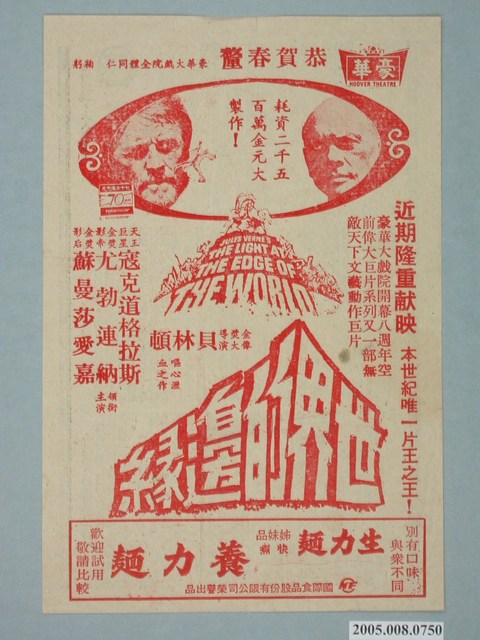 恭賀春釐
豪華大戲院全體同仁 鞠躬
豪華
HOOVER THEATRE
耗資二千五
百萬金元大
製作！
70
近期隆重献映 本世紀唯一片王之王！
豪華大戲院開幕八週年空
前偉大巨片系列又一部無
敵天下文藝動作巨片
JULES VERNE'S
THE LIGHT AT
THE EDGE OF
THE WORLD
天王巨星 寇克道格拉斯
金獎影帝 尤勃連納
金獎影后 蘇曼莎愛嘉
領銜主演
金像獎大導演 貝林頓
嘔心瀝血之作
世界的邊緣
別有口味
與衆不同
生力麵
姊妹品
養力麵
歡迎試用
敬請比較
國際食品股份有限公司榮譽出品
2005.008.0750